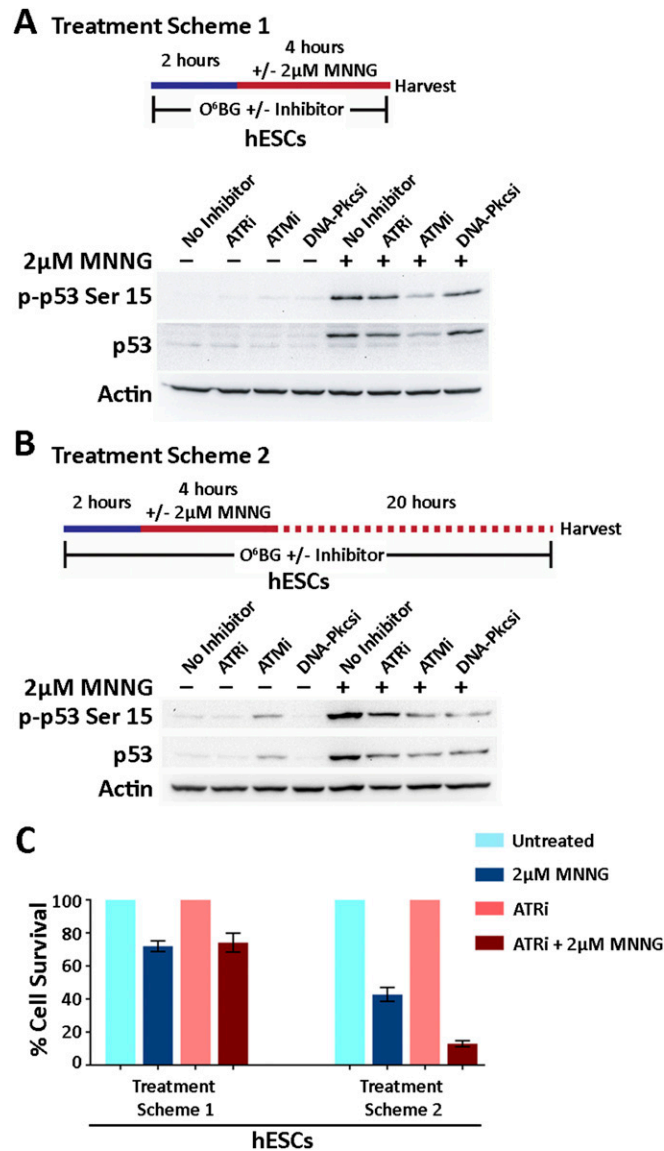 A Treatment Scheme 1
2 hours
4 hours
+/- 2μM MNNG
Harvest
O⁶BG +/- Inhibitor
hESCs
No Inhibitor
ATRi
ATMi
DNA-Pkcsi
No Inhibitor
ATRi
ATMi
DNA-Pkcsi
2μM MNNG − − − − + + + +
p-p53 Ser 15
p53
Actin
B Treatment Scheme 2
2 hours
4 hours
+/- 2μM MNNG
20 hours
Harvest
O⁶BG +/- Inhibitor
hESCs
No Inhibitor
ATRi
ATMi
DNA-Pkcsi
No Inhibitor
ATRi
ATMi
DNA-Pkcsi
2μM MNNG − − − − + + + +
p-p53 Ser 15
p53
Actin
C
Untreated
2μM MNNG
ATRi
ATRi + 2μM MNNG
% Cell Survival
100
80
60
40
20
0
Treatment
Scheme 1
Treatment
Scheme 2
hESCs